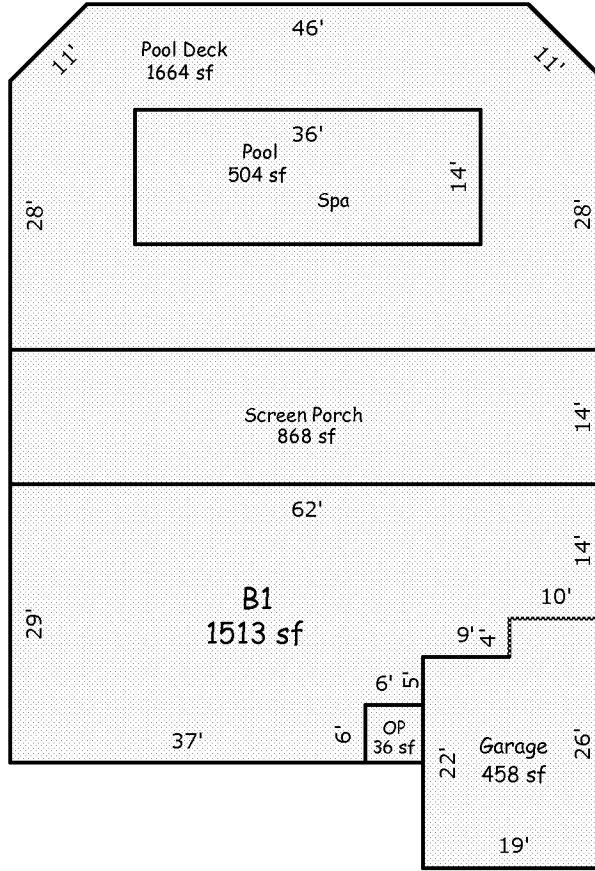 46'
11'
Pool Deck
1664 sf
11'
36'
Pool
504 sf
14'
Spa
28'
28'
Screen Porch
868 sf
14'
62'
14'
B1
1513 sf
10'
29'
9'
4'
6'
5'
37'
6'
OP
36 sf
22'
Garage
458 sf
26'
19'